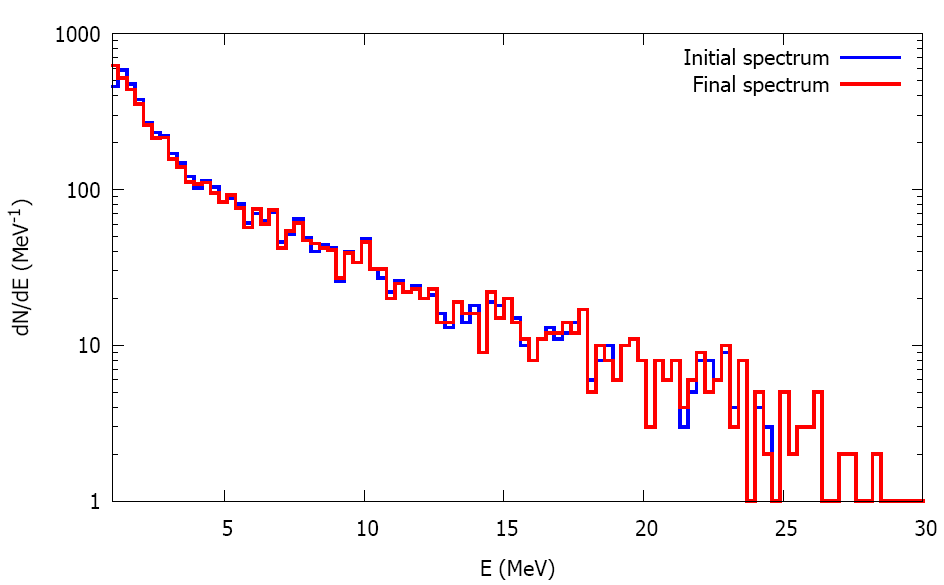 1000
Initial spectrum
Final spectrum
100
dN/dE (MeV-1)
10
1
5 10 15 20 25 30
E (MeV)